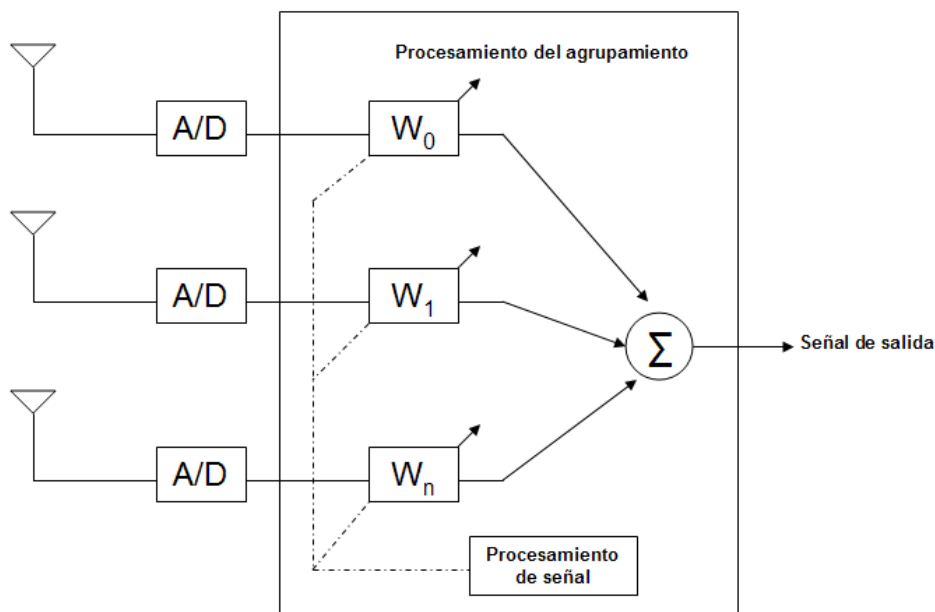 Procesamiento del agrupamiento
A/D
W0
A/D
W1
Σ
Señal de salida
A/D
Wn
Procesamiento
de señal